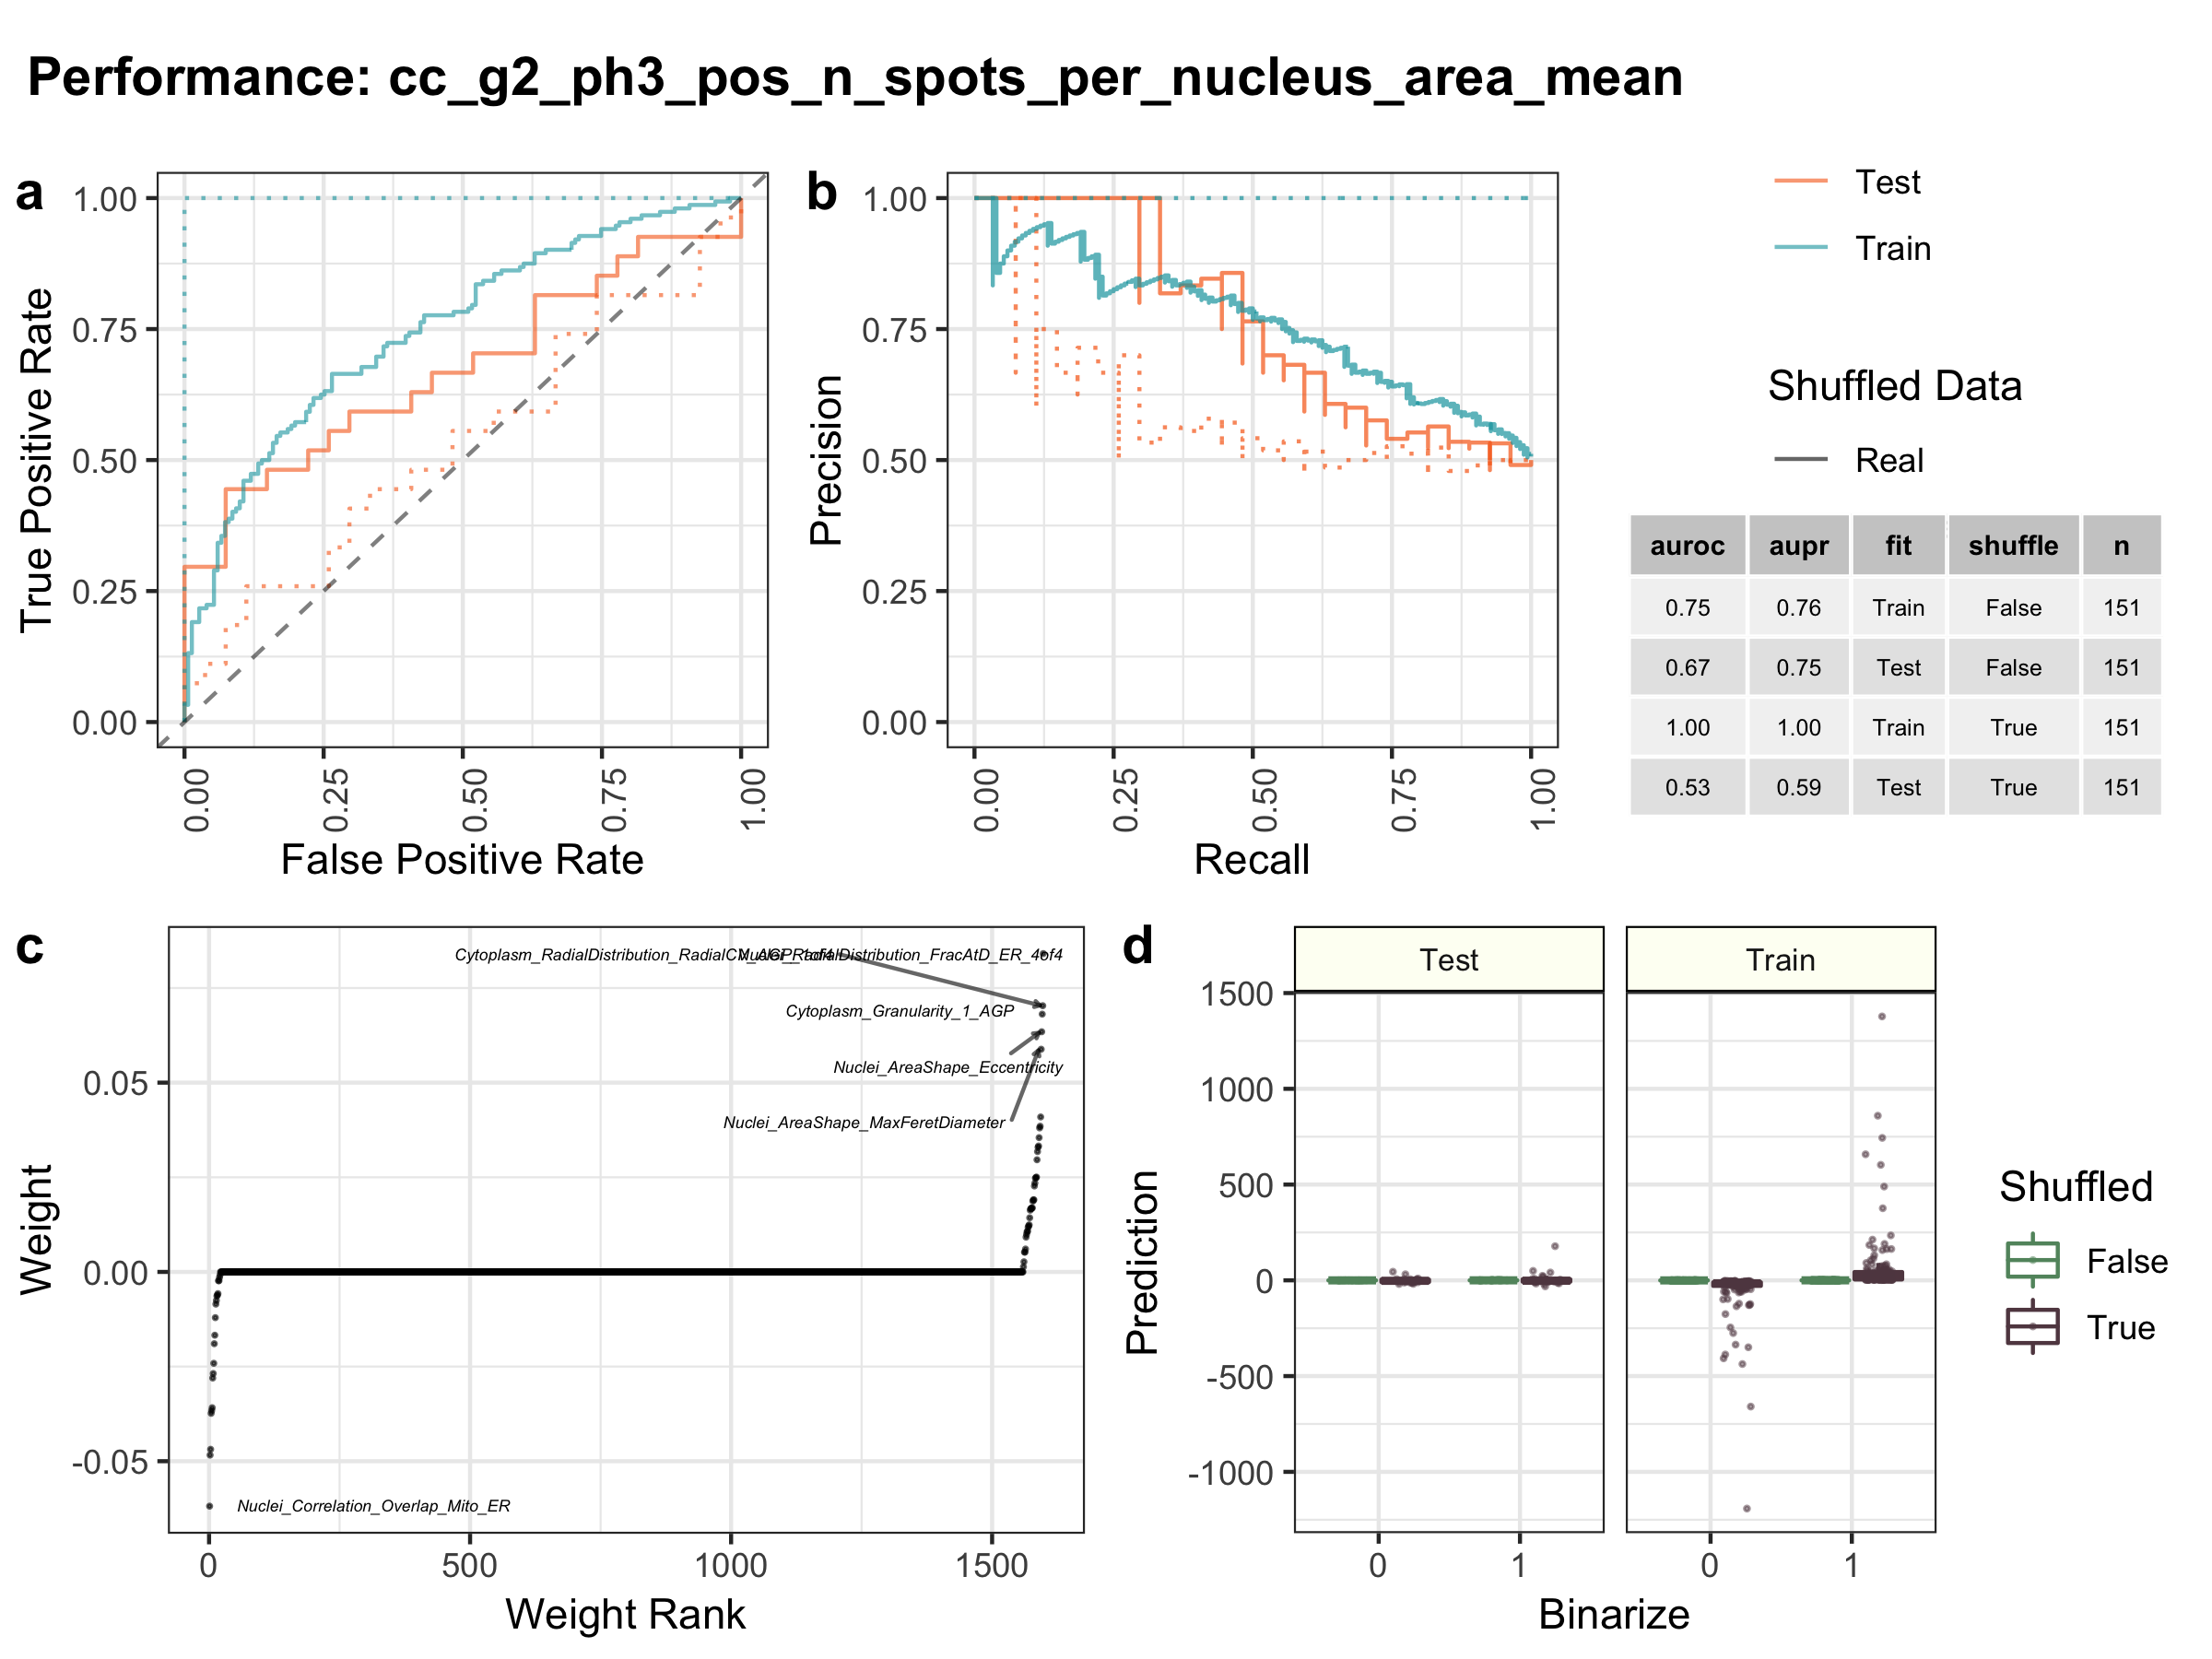 Performance: cc_g2_ph3_pos_n_spots_per_nucleus_area_mean
a
1.00
0.75
0.50
0.25
0.00
True Positive Rate
0.00
0.25
0.50
0.75
1.00
False Positive Rate
b
1.00
0.75
0.50
0.25
0.00
Precision
0.00
0.25
0.50
0.75
1.00
Recall
Test
Train
Shuffled Data
Real
auroc aupr fit shuffle n
0.75 0.76 Train False 151
0.67 0.75 Test False 151
1.00 1.00 Train True 151
0.53 0.59 Test True 151
c
Cytoplasm_RadialDistribution_RadialCV_AGP_1of4
Nuclei_RadialDistribution_FracAtD_ER_4of4
Cytoplasm_Granularity_1_AGP
Nuclei_AreaShape_Eccentricity
Nuclei_AreaShape_MaxFeretDiameter
Nuclei_Correlation_Overlap_Mito_ER
0.05
0.00
-0.05
Weight
0
500
1000
1500
Weight Rank
d
Test
Train
1500
1000
500
0
-500
-1000
Prediction
0
1
0
1
Binarize
Shuffled
False
True